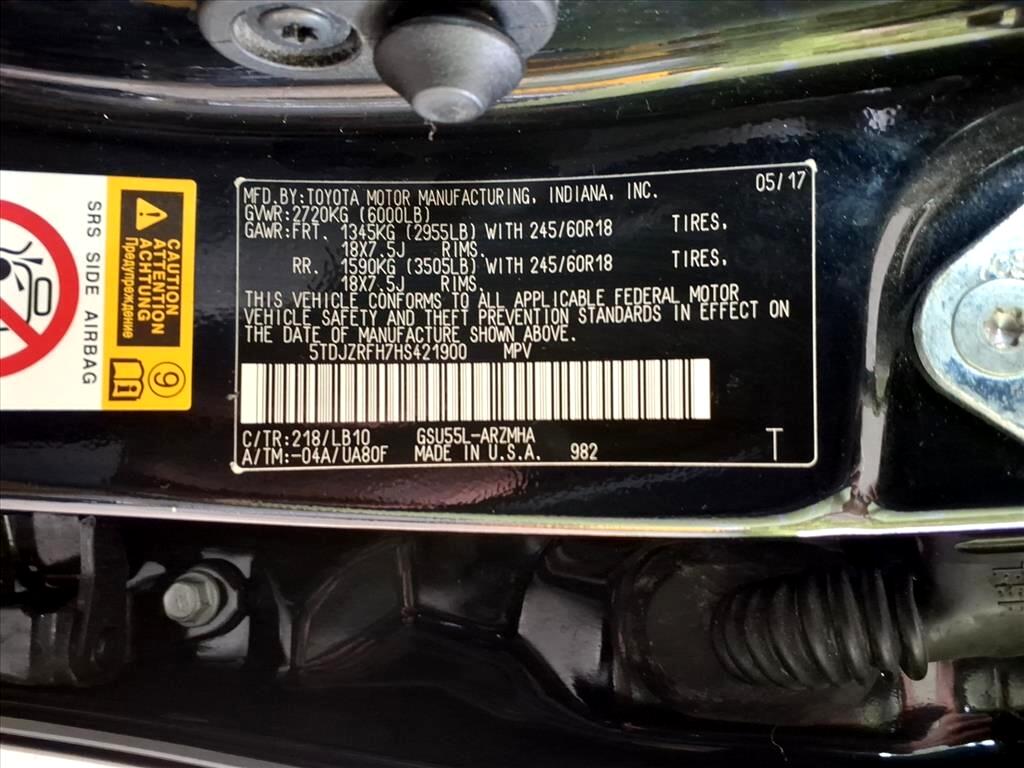 MFD.BY:TOYOTA MOTOR MANUFACTURING, INDIANA, INC. 05/17
GVWR:2720KG (6000LB)
GAWR:FRT. 1345KG (2955LB) WITH 245/60R18 TIRES,
18X7.5J RIMS.
RR. 1590KG (3505LB) WITH 245/60R18 TIRES,
18X7.5J RIMS.
THIS VEHICLE CONFORMS TO ALL APPLICABLE FEDERAL MOTOR
VEHICLE SAFETY AND THEFT PREVENTION STANDARDS IN EFFECT ON
THE DATE OF MANUFACTURE SHOWN ABOVE.
5TDJZRFH7HS421900 MPV
C/TR:218/LB10 GSU55L-ARZMHA
A/TM:-04A/UA80F MADE IN U.S.A. 982 T
CAUTION
ATTENTION
ACHTUNG
Предупреждение
9
SRS SIDE AIRBAG